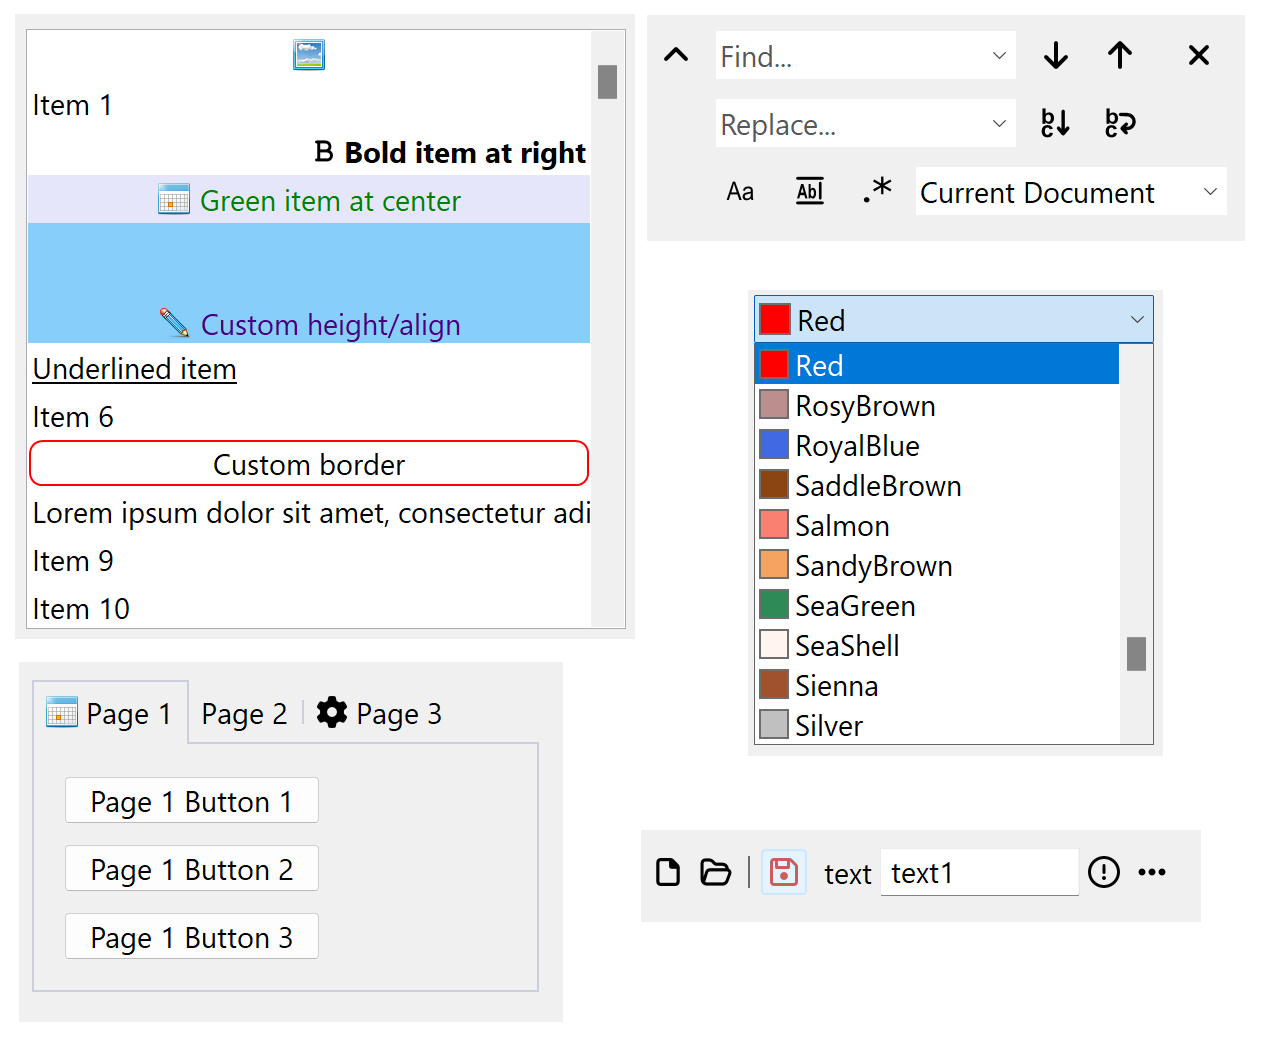 Item 1
B Bold item at right
Green item at center
Custom height/align
Underlined item
Item 6
Custom border
Lorem ipsum dolor sit amet, consectetur adi
Item 9
Item 10
Find...
Replace...
Aa Abl .* Current Document
Red
Red
RosyBrown
RoyalBlue
SaddleBrown
Salmon
SandyBrown
SeaGreen
SeaShell
Sienna
Silver
Page 1 Page 2 Page 3
Page 1 Button 1
Page 1 Button 2
Page 1 Button 3
text text1